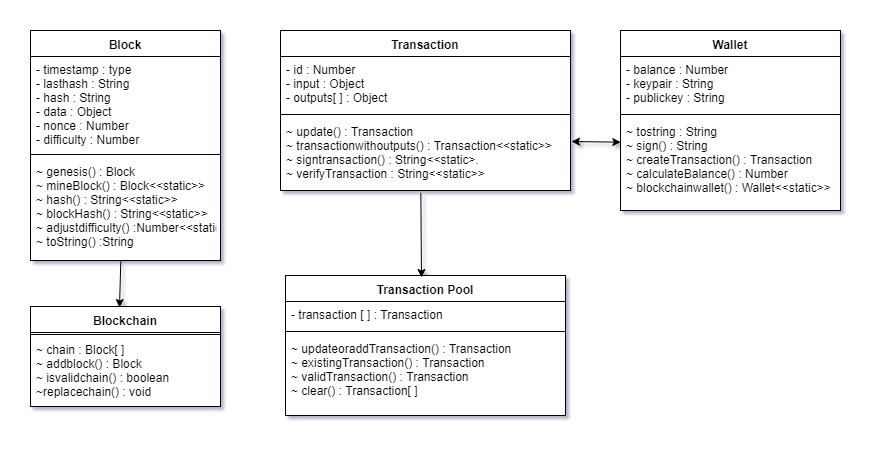 Block
- timestamp : type
- lasthash : String
- hash : String
- data : Object
- nonce : Number
- difficulty : Number
~ genesis() : Block
~ mineBlock() : Block<<static>>
~ hash() : String<<static>>
~ blockHash() : String<<static>>
~ adjustdifficulty() :Number<<stati
~ toString() :String
Blockchain
~ chain : Block[ ]
~ addblock() : Block
~ isvalidchain() : boolean
~replacechain() : void
Transaction
- id : Number
- input : Object
- outputs[ ] : Object
~ update() : Transaction
~ transactionwithoutputs() : Transaction<<static>>
~ signtransaction() : String<<static>.
~ verifyTransaction : String<<static>>
Transaction Pool
- transaction [ ] : Transaction
~ updateoraddTransaction() : Transaction
~ existingTransaction() : Transaction
~ validTransaction() : Transaction
~ clear() : Transaction[ ]
Wallet
- balance : Number
- keypair : String
- publickey : String
~ tostring : String
~ sign() : String
~ createTransaction() : Transaction
~ calculateBalance() : Number
~ blockchainwallet() : Wallet<<static>>